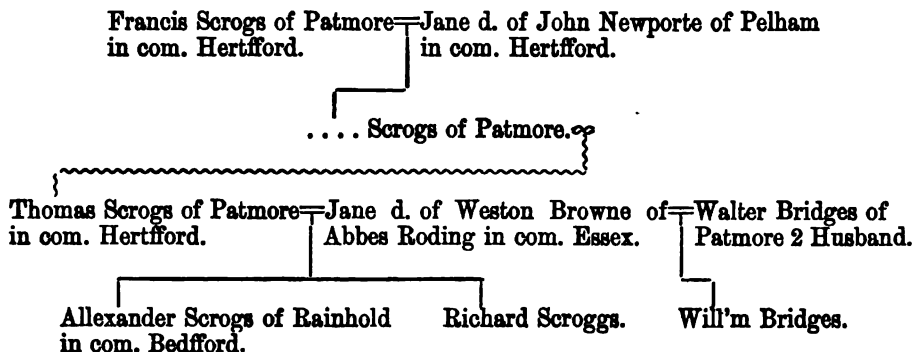 Francis Scrogs of Patmore Jane d. of John Newporte of Pelham
in com. Hertfford. in com. Hertfford.
.... Scrogs of Patmore.
Thomas Scrogs of Patmore Jane d. of Weston Browne of Walter Bridges of
in com. Hertfford. Abbes Roding in com. Essex. Patmore 2 Husband.
Allexander Scrogs of Rainhold Richard Scroggs. Will'm Bridges.
in com. Bedfford.